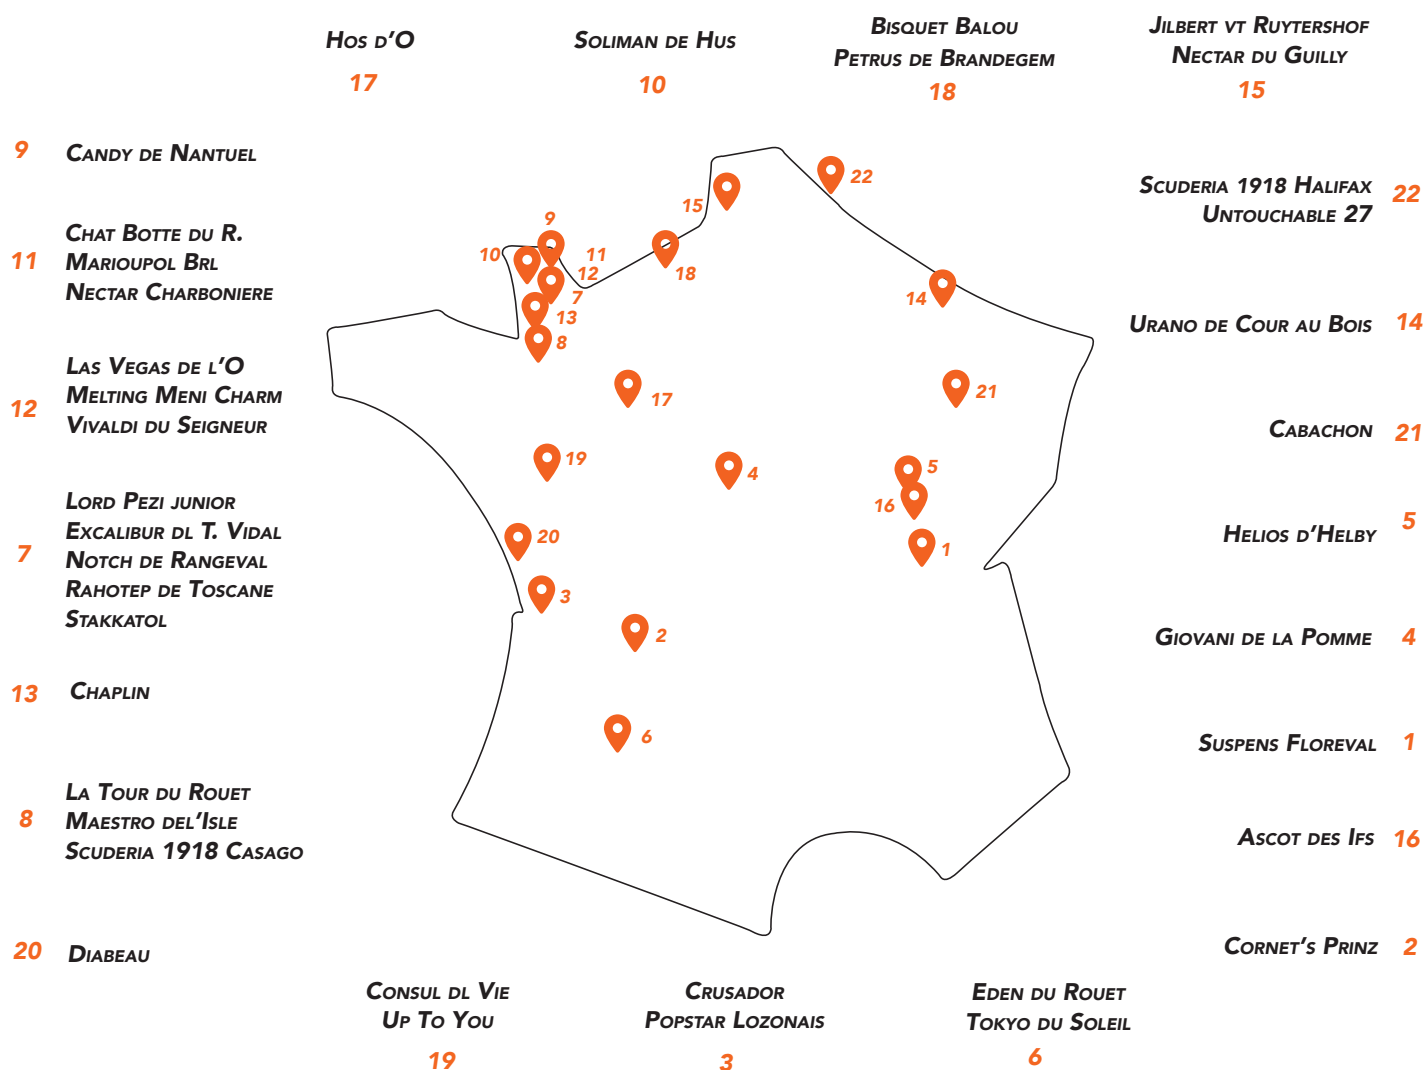 Hos d'O
17
Soliman de Hus
10
Bisquet Balou
Petrus de Brandegem
18
Jilbert vt Ruytershof
Nectar du Guilly
15
9
Candy de Nantuel
11
Chat Botte du R.
Marioupol Brl
Nectar Charboniere
12
Las Vegas de l'O
Melting Meni Charm
Vivaldi du Seigneur
7
Lord Pezi junior
Excalibur dl T. Vidal
Notch de Rangeval
Rahotep de Toscane
Stakkatol
13
Chaplin
8
La Tour du Rouet
Maestro del'Isle
Scuderia 1918 Casago
20
Diabeau
22
15
9
10
11
12
7
13
8
18
14
17
21
19
4
5
16
1
20
3
2
6
Scuderia 1918 Halifax
Untouchable 27
22
Urano de Cour au Bois
14
Cabachon
21
Helios d'Helby
5
Giovani de la Pomme
4
Suspens Floreval
1
Ascot des Ifs
16
Cornet's Prinz
2
Consul dl Vie
Up To You
19
Crusador
Popstar Lozonais
3
Eden du Rouet
Tokyo du Soleil
6